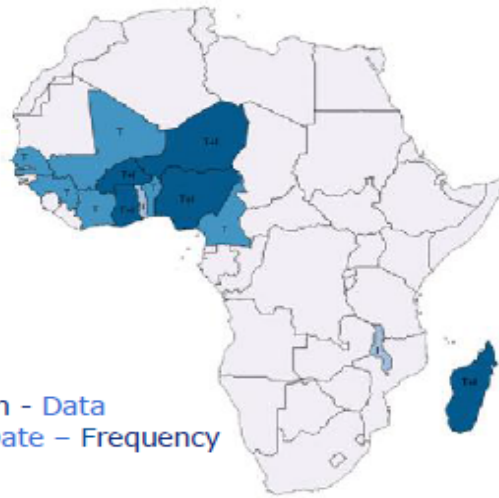 T
T+I
T
T+I
T
T+I
T
T+I
T
I
T+I
n - Data
ate – Frequency